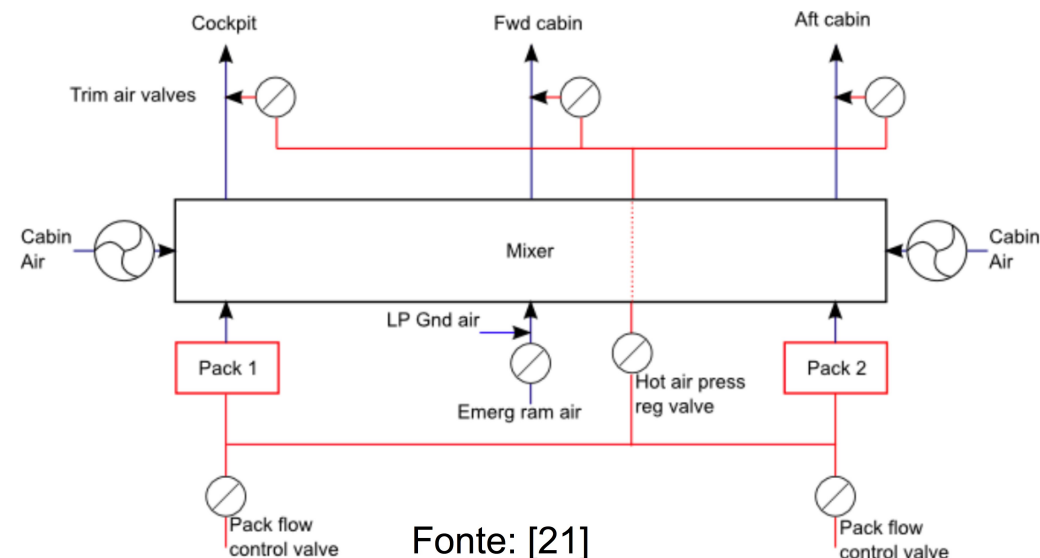 Cockpit
Fwd cabin
Aft cabin
Trim air valves
Cabin
Air
Mixer
Cabin
Air
LP Gnd air
Pack 1
Pack 2
Hot air press
reg valve
Emerg ram air
Pack flow
control valve
Fonte: [21]
Pack flow
control valve